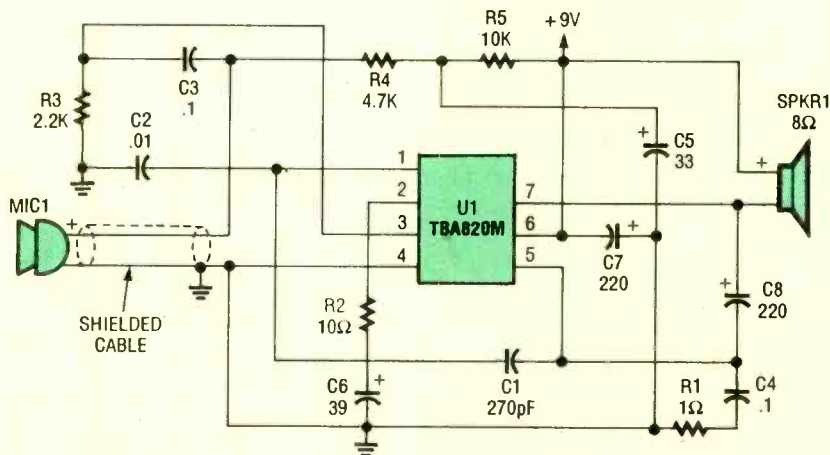 R5
10K
+9V
C3
.1
R4
4.7K
SPKR1
8Ω
R3
2.2K
C2
.01
+
C5
33
+
1
2
3
4
U1
TBA820M
7
6
5
MIC1
+
+
C7
220
+
C8
220
SHIELDED
CABLE
R2
10Ω
+
C6
39
C1
270pF
R1
1Ω
C4
.1